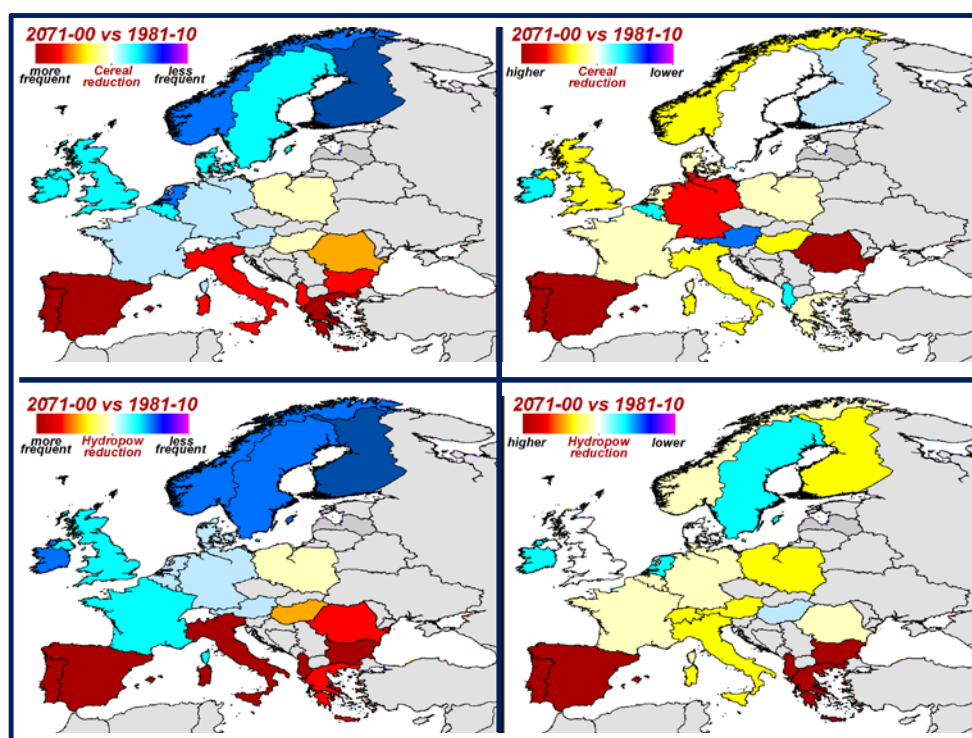 2071-00 vs 1981-10
more frequent Cereal reduction less frequent
2071-00 vs 1981-10
higher Cereal reduction lower
2071-00 vs 1981-10
more frequent Hydropow reduction less frequent
2071-00 vs 1981-10
higher Hydropow reduction lower